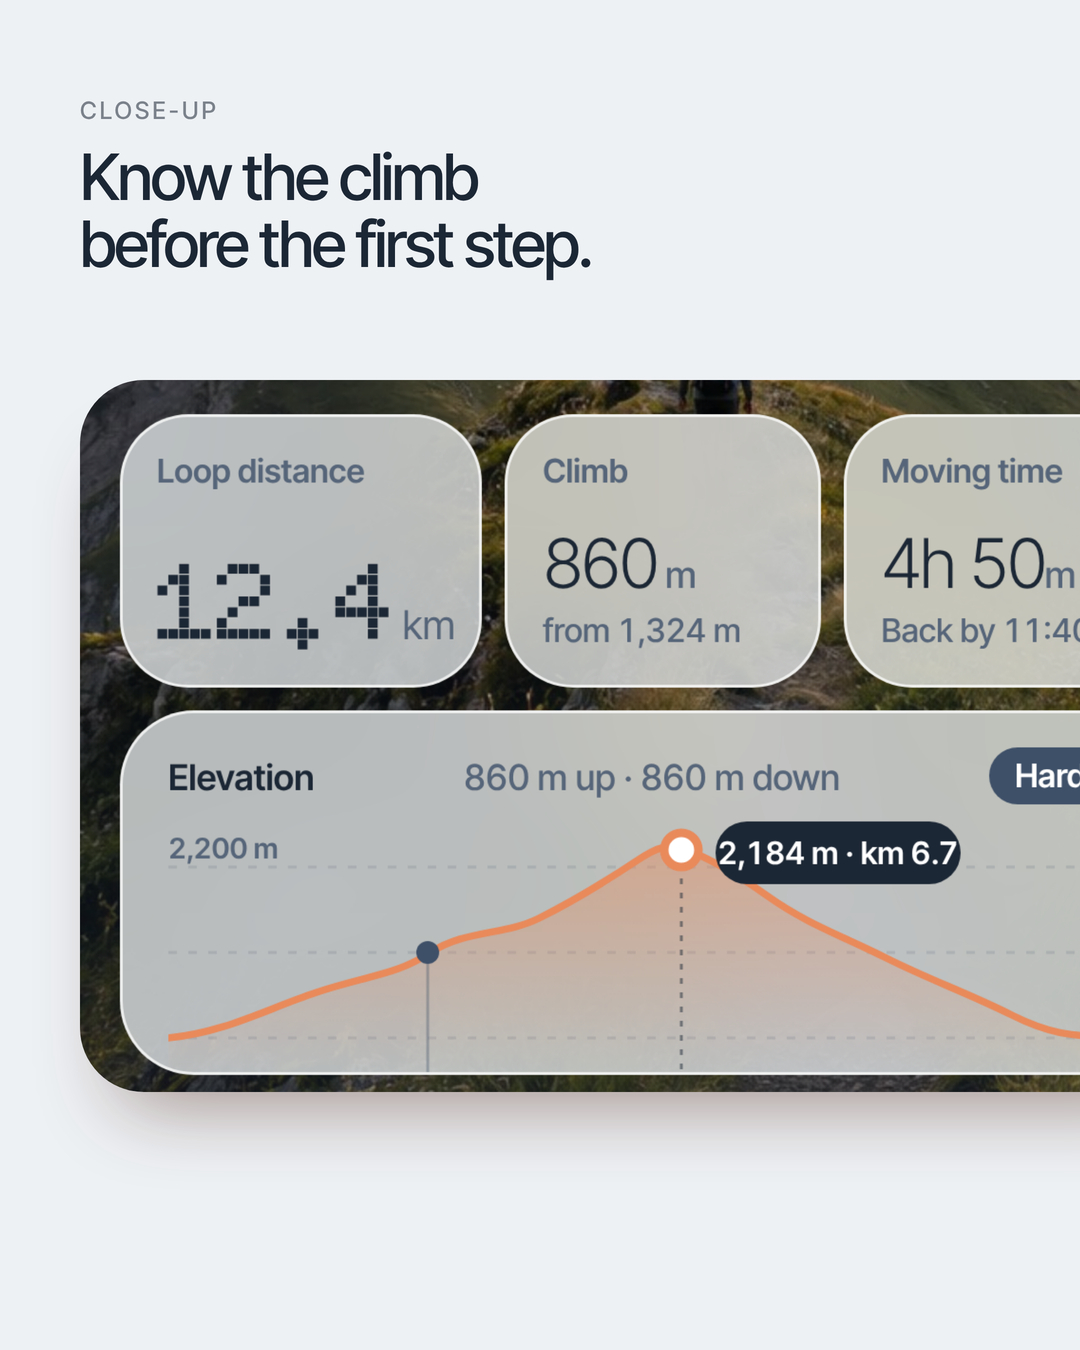 CLOSE-UP
Know the climb
before the first step.
Loop distance
12.4 km
Climb
860 m
from 1,324 m
Moving time
4h 50m
Back by 11:40
Elevation
860 m up · 860 m down
Hard
2,200 m
2,184 m · km 6.7